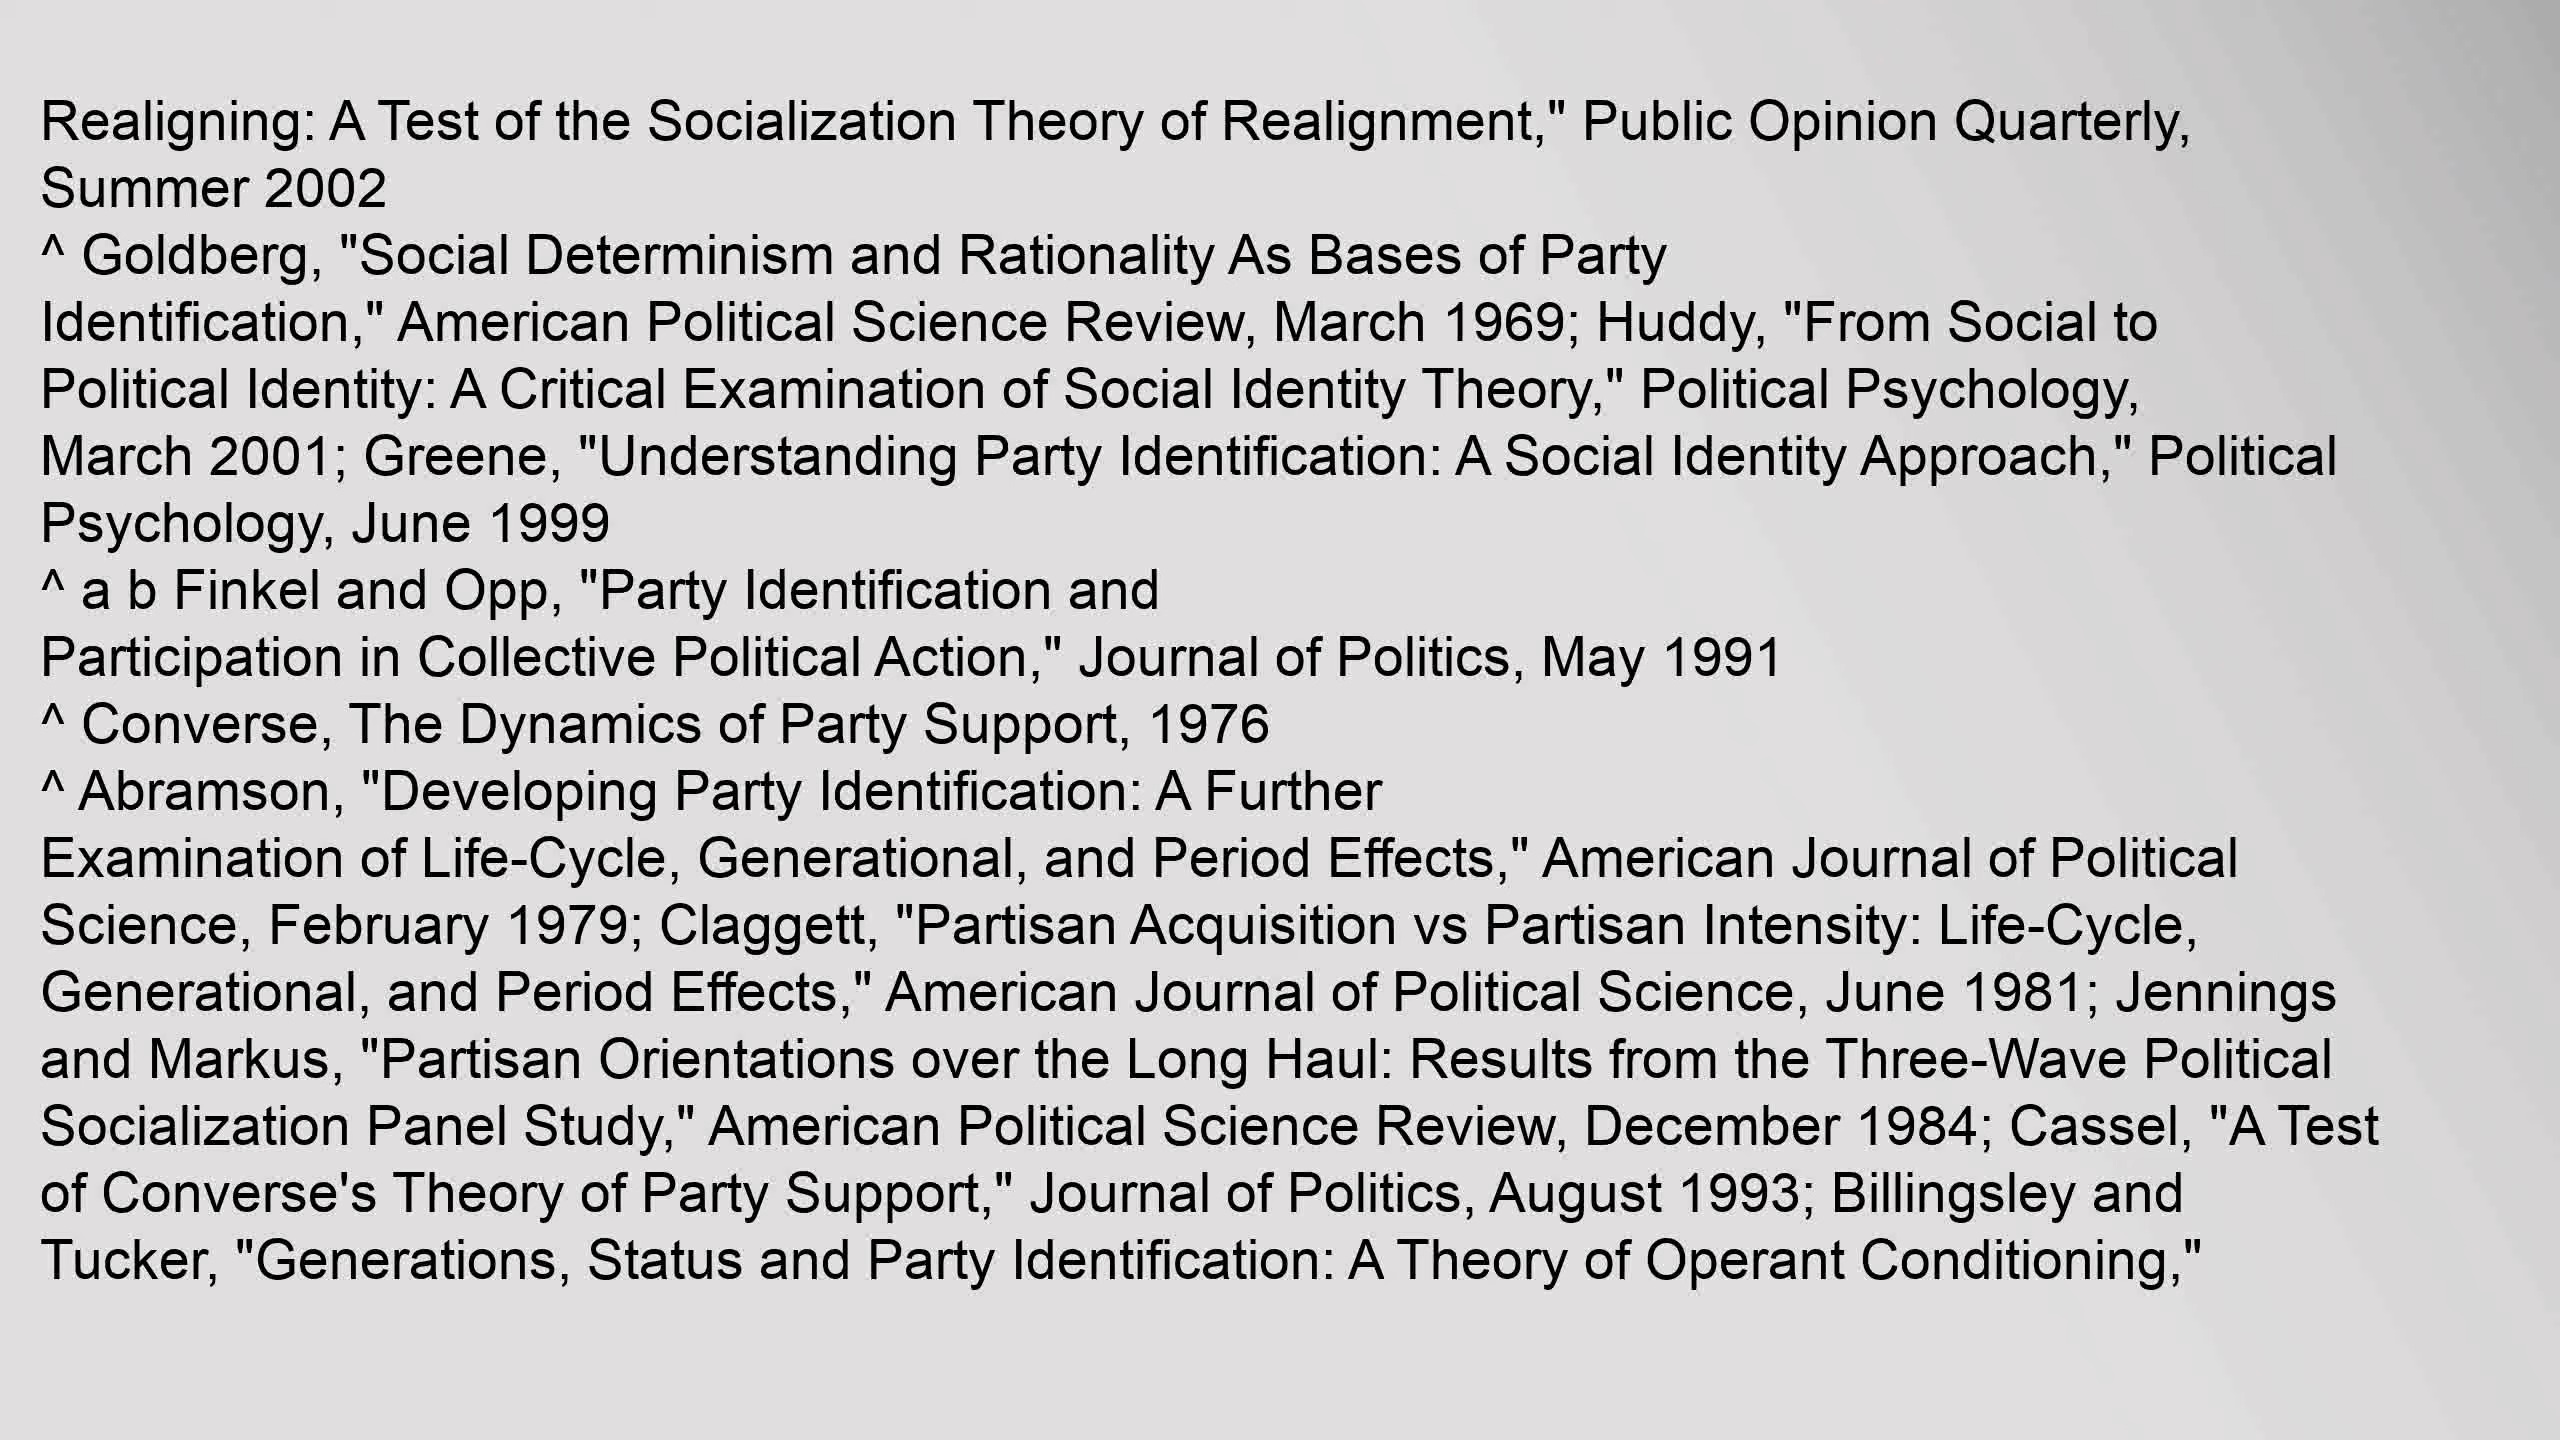 Realigning: A Test of the Socialization Theory of Realignment," Public Opinion Quarterly,
Summer 2002
^ Goldberg, "Social Determinism and Rationality As Bases of Party
Identification," American Political Science Review, March 1969; Huddy, "From Social to
Political Identity: A Critical Examination of Social Identity Theory," Political Psychology,
March 2001; Greene, "Understanding Party Identification: A Social Identity Approach," Political
Psychology, June 1999
^ a b Finkel and Opp, "Party Identification and
Participation in Collective Political Action," Journal of Politics, May 1991
^ Converse, The Dynamics of Party Support, 1976
^ Abramson, "Developing Party Identification: A Further
Examination of Life-Cycle, Generational, and Period Effects," American Journal of Political
Science, February 1979; Claggett, "Partisan Acquisition vs Partisan Intensity: Life-Cycle,
Generational, and Period Effects," American Journal of Political Science, June 1981; Jennings
and Markus, "Partisan Orientations over the Long Haul: Results from the Three-Wave Political
Socialization Panel Study," American Political Science Review, December 1984; Cassel, "A Test
of Converse's Theory of Party Support," Journal of Politics, August 1993; Billingsley and
Tucker, "Generations, Status and Party Identification: A Theory of Operant Conditioning,"